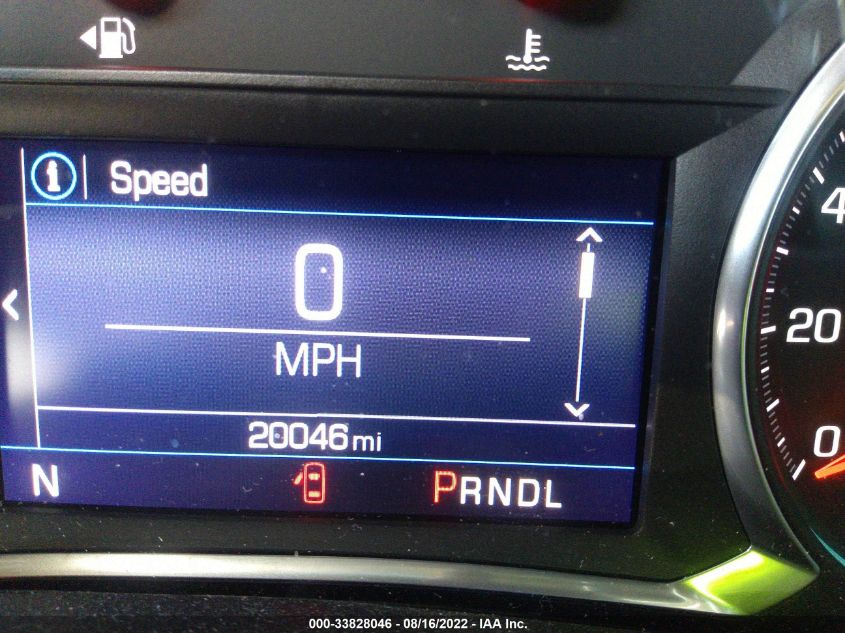 Speed
0
MPH
20046 mi
N PRNDL
4
20
0
000-33828046 - 08/16/2022 - IAA Inc.